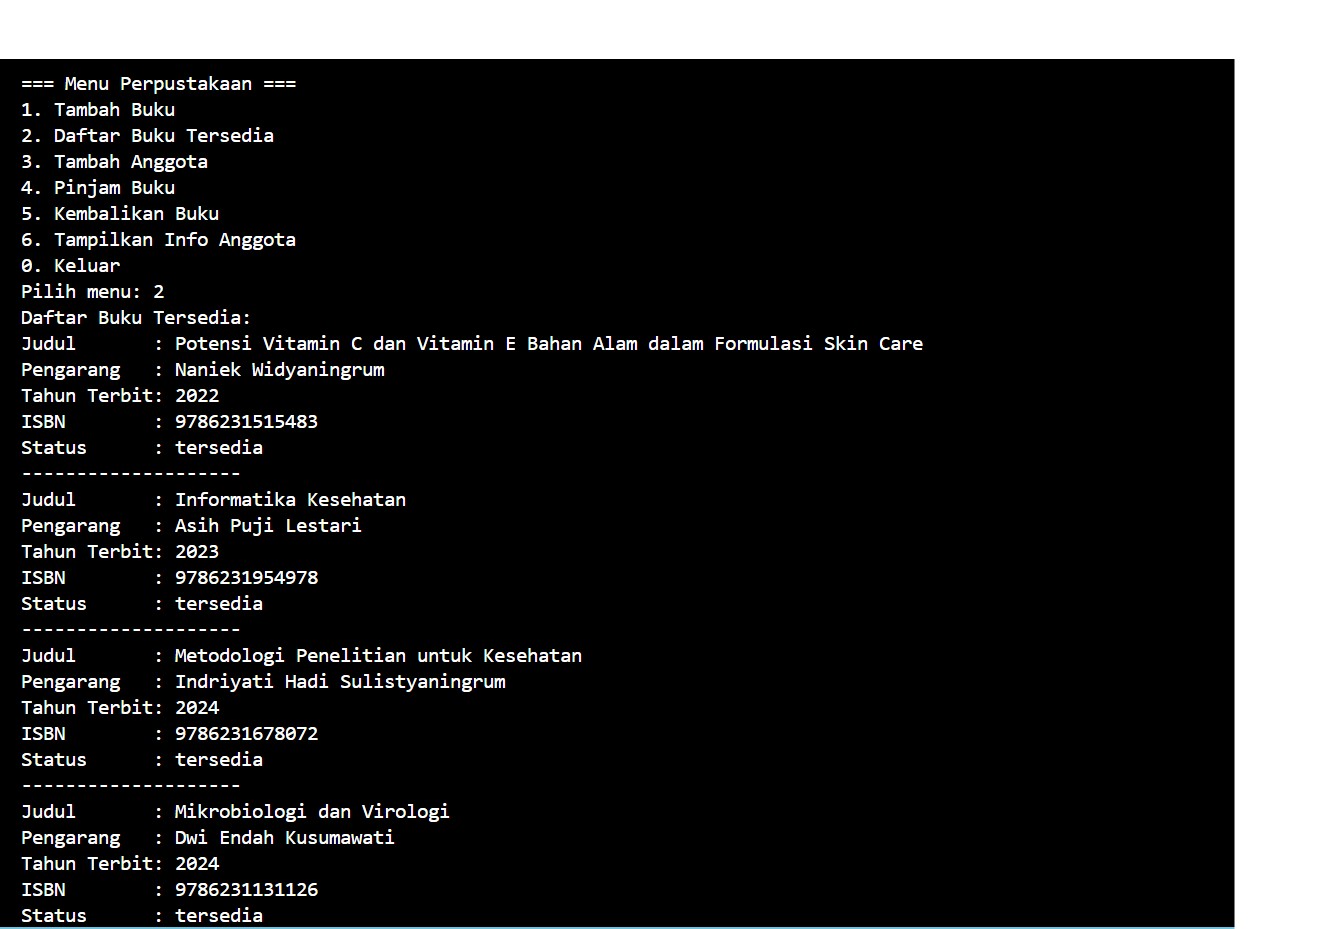 === Menu Perpustakaan ===
1. Tambah Buku
2. Daftar Buku Tersedia
3. Tambah Anggota
4. Pinjam Buku
5. Kembalikan Buku
6. Tampilkan Info Anggota
0. Keluar
Pilih menu: 2
Daftar Buku Tersedia:
Judul       : Potensi Vitamin C dan Vitamin E Bahan Alam dalam Formulasi Skin Care
Pengarang   : Naniek Widyaningrum
Tahun Terbit: 2022
ISBN        : 9786231515483
Status      : tersedia
--------------------
Judul       : Informatika Kesehatan
Pengarang   : Asih Puji Lestari
Tahun Terbit: 2023
ISBN        : 9786231954978
Status      : tersedia
--------------------
Judul       : Metodologi Penelitian untuk Kesehatan
Pengarang   : Indriyati Hadi Sulistyaningrum
Tahun Terbit: 2024
ISBN        : 9786231678072
Status      : tersedia
--------------------
Judul       : Mikrobiologi dan Virologi
Pengarang   : Dwi Endah Kusumawati
Tahun Terbit: 2024
ISBN        : 9786231131126
Status      : tersedia